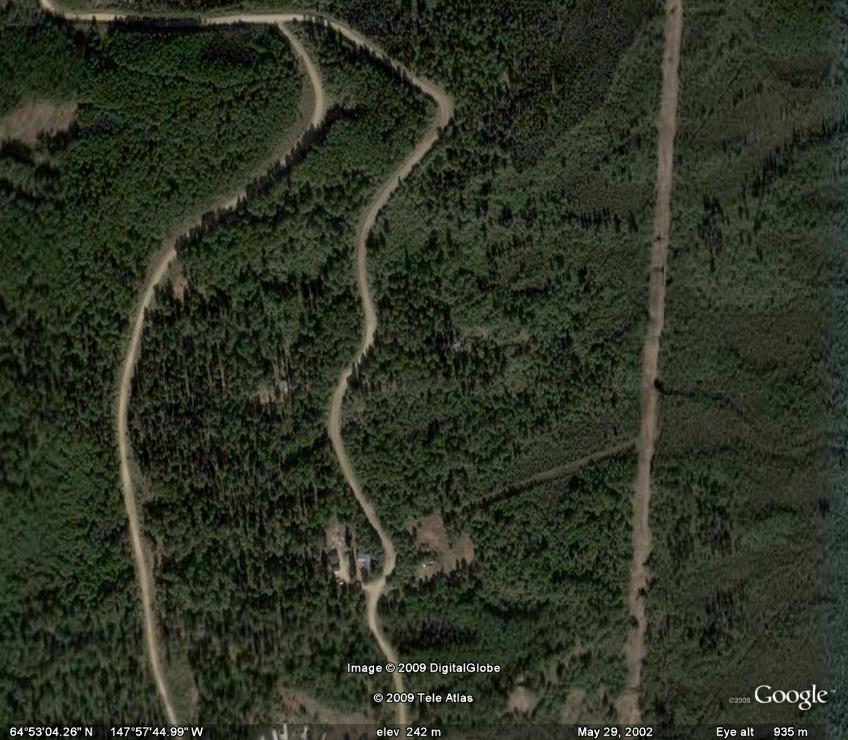 Image © 2009 DigitalGlobe
© 2009 Tele Atlas
©2008 Google™
64°53'04.26" N 147°57'44.99" W elev 242 m May 29, 2002 Eye alt 935 m